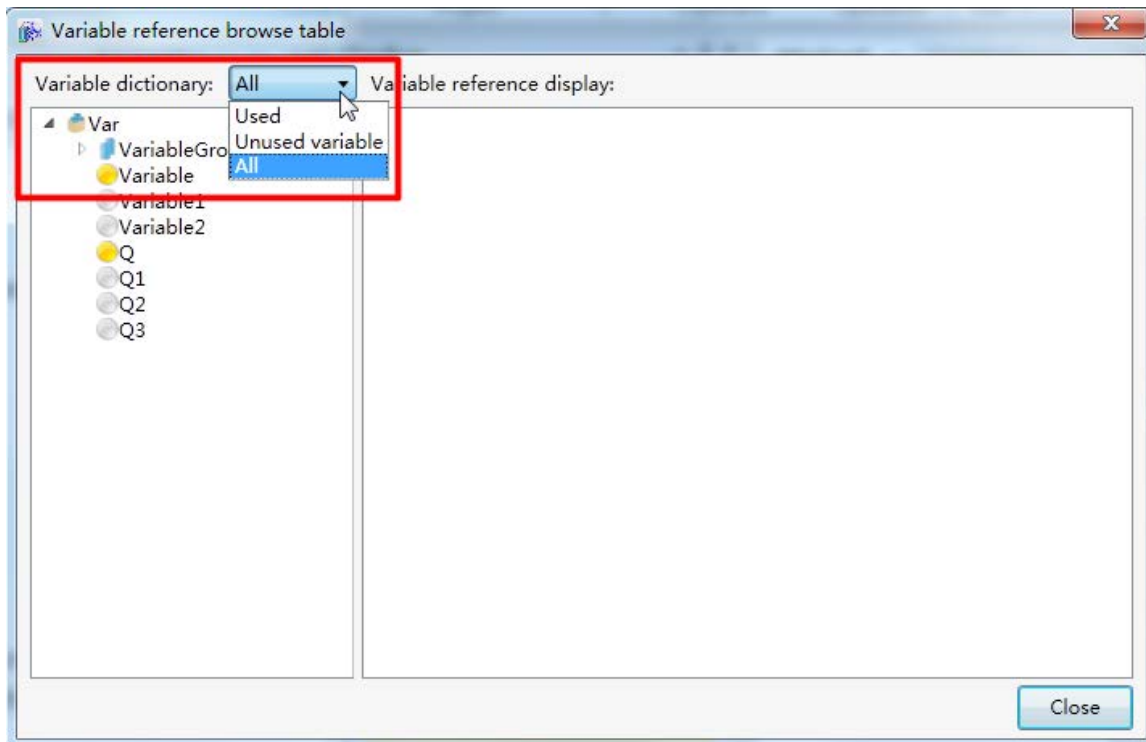 Variable reference browse table
Variable dictionary: All Variable reference display:
Used
Unused variable
All
Var
VariableGro
Variable
Variable1
Variable2
Q
Q1
Q2
Q3
Close